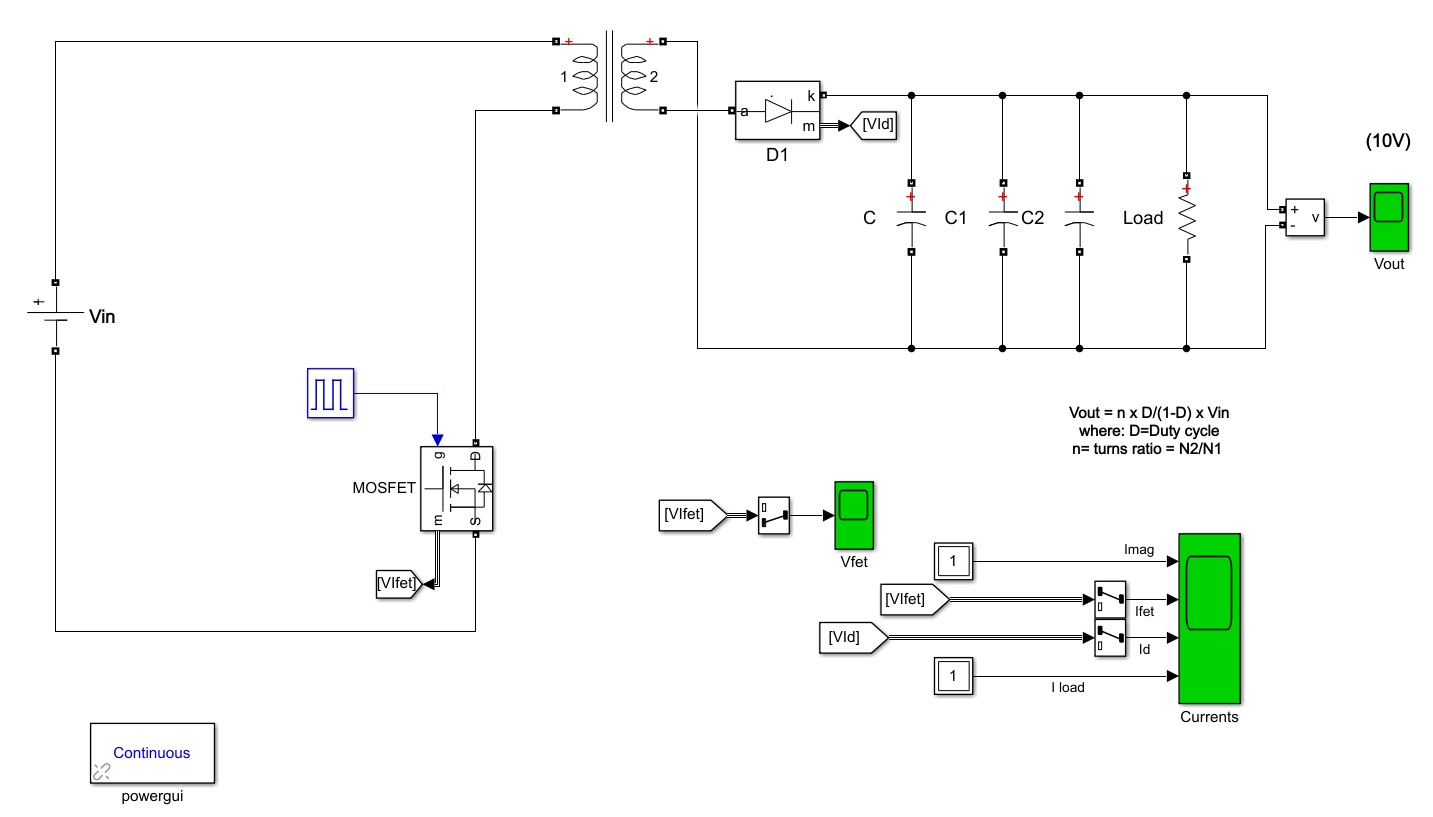 +
+
1
2
a
k
m
[VId]
D1
(10V)
+
+
+
+
C
C1
C2
Load
+
-
v
Vout
+
Vin
g
D
MOSFET
m
S
[VIfet]
Vout = n x D/(1-D) x Vin
where: D=Duty cycle
n= turns ratio = N2/N1
[VIfet]
Vfet
1
Imag
[VIfet]
Ifet
[VId]
Id
1
I load
Currents
Continuous
powergui